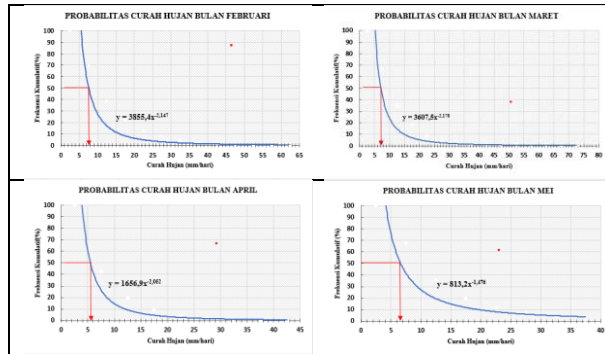 PROBABILITAS CURAH HUJAN BULAN FEBRUARI
Frekuensi Kumulatif(%)
100
90
80
70
60
50
40
30
20
10
0
y = 3855,4x^-2,147
0 5 10 15 20 25 30 35 40 45 50 55 60 65
Curah Hujan (mm/hari)
PROBABILITAS CURAH HUJAN BULAN MARET
Frekuensi Kumulatif(%)
100
90
80
70
60
50
40
30
20
10
0
y = 3607,5x^-2,178
0 5 10 15 20 25 30 35 40 45 50 55 60 65 70 75 80
Curah Hujan (mm/hari)
PROBABILITAS CURAH HUJAN BULAN APRIL
Frekuensi Kumulatif(%)
100
90
80
70
60
50
40
30
20
10
0
y = 1656,9x^-2,062
0 5 10 15 20 25 30 35 40 45
Curah Hujan (mm/hari)
PROBABILITAS CURAH HUJAN BULAN MEI
Frekuensi Kumulatif(%)
100
90
80
70
60
50
40
30
20
10
0
y = 813,2x^-1,476
0 5 10 15 20 25 30 35 40
Curah Hujan (mm/hari)